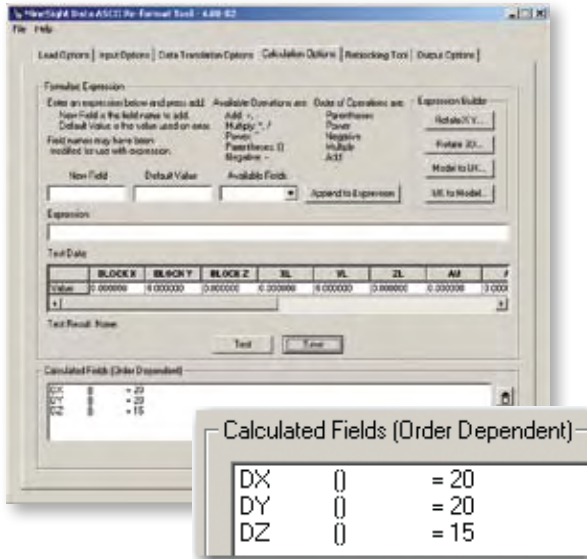 MineSight Data ASCII Re-Format Tool - 4.00-02
File Help
Load Options Input Options Data Translation Options Calculation Options Reblocking Tool Output Options
Formulae Expression
Enter an expression below and press add.
New Field is the field name to add.
Default Value is the value used on error.
Field names may have been
modified for use with expression.
Available Operations are:
Add: +, -
Multiply: *, /
Power: ^
Parentheses: ()
Negative: -
Order of Operations are:
Parentheses
Power
Negative
Multiply
Add
Expression Builder
Rotate X Y...
Rotate 3D...
Model to UK...
UK to Model...
New Field Default Value Available Fields
Append to Expression
Expression
Test Data
BLOCK X BLOCK Y BLOCK Z XL YL ZL AU
Value 0.000000 0.000000 0.000000 0.000000 0.000000 0.000000 0.000000 0.000
Test Result: None
Test Save
Calculated Fields (Order Dependent)
DX () = 20
DY () = 20
DZ () = 15
Calculated Fields (Order Dependent)
DX () = 20
DY () = 20
DZ () = 15